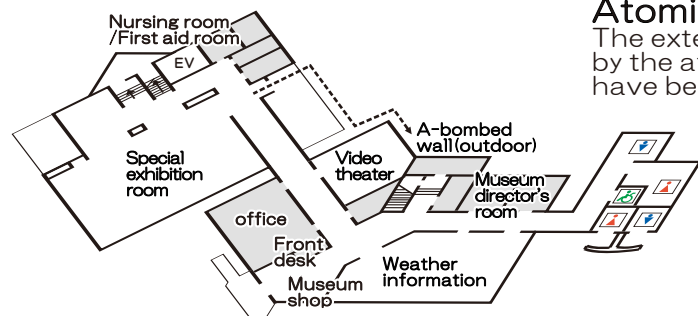 Atomi
The exte
by the a
have be
Nursing room
/First aid room
EV
A-bombed
wall(outdoor)
Special
exhibition
room
Video
theater
Museum
director's
room
office
Front
desk
Museum
shop
Weather
information